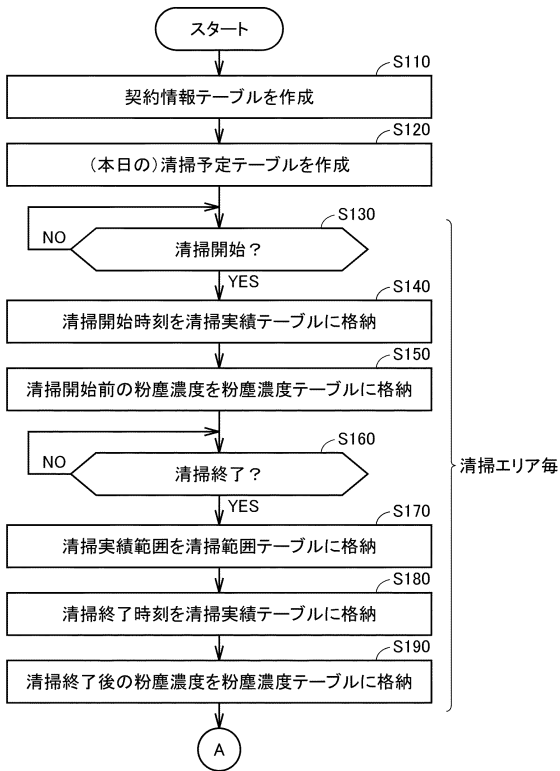 スタート
S110
契約情報テーブルを作成
S120
（本日の）清掃予定テーブルを作成
S130
NO
清掃開始？
YES
S140
清掃開始時刻を清掃実績テーブルに格納
S150
清掃開始前の粉塵濃度を粉塵濃度テーブルに格納
S160
NO
清掃終了？
清掃エリア毎
YES
S170
清掃実績範囲を清掃範囲テーブルに格納
S180
清掃終了時刻を清掃実績テーブルに格納
S190
清掃終了後の粉塵濃度を粉塵濃度テーブルに格納
A